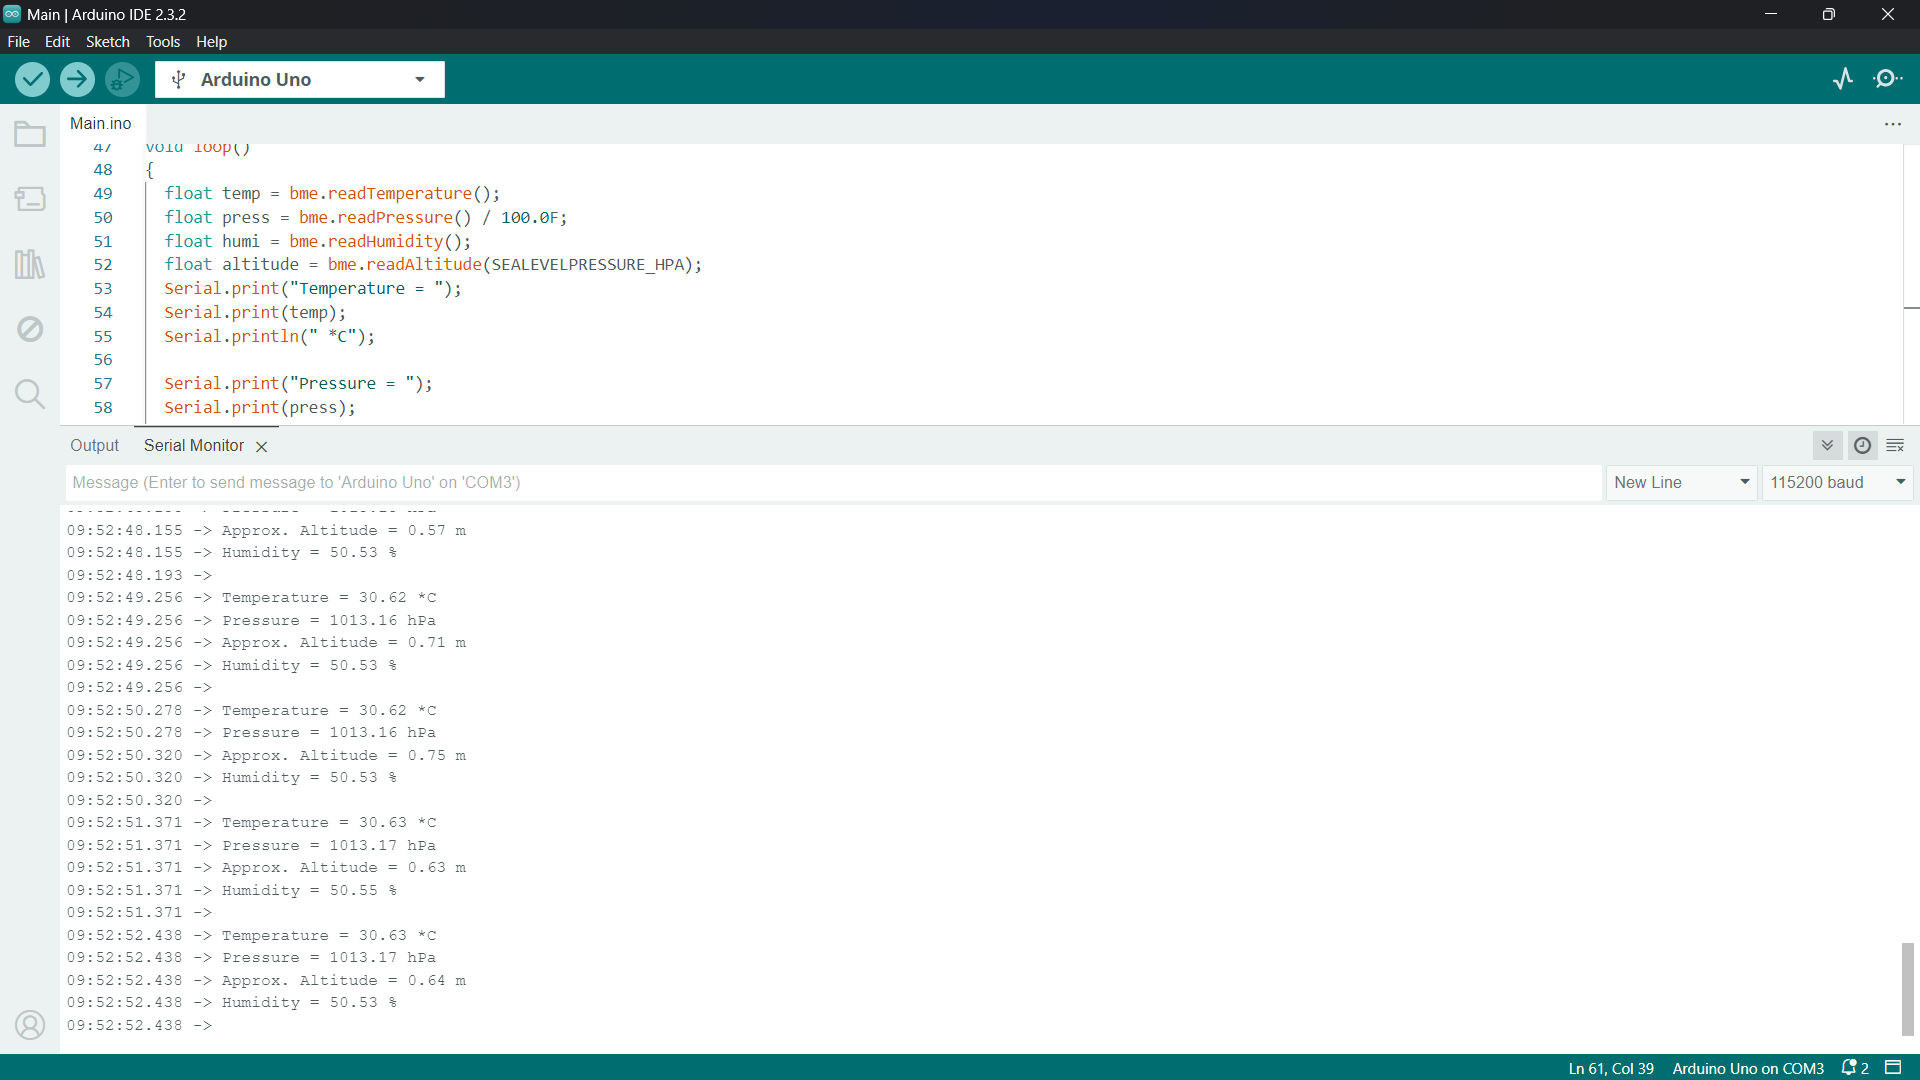 Main | Arduino IDE 2.3.2
File Edit Sketch Tools Help
Arduino Uno
Main.ino
47 void loop()
48 {
49 float temp = bme.readTemperature();
50 float press = bme.readPressure() / 100.0F;
51 float humi = bme.readHumidity();
52 float altitude = bme.readAltitude(SEALEVELPRESSURE_HPA);
53 Serial.print("Temperature = ");
54 Serial.print(temp);
55 Serial.println(" *C");
56
57 Serial.print("Pressure = ");
58 Serial.print(press);
Output Serial Monitor
Message (Enter to send message to 'Arduino Uno' on 'COM3')
New Line
115200 baud
09:52:48.155 -> Approx. Altitude = 0.57 m
09:52:48.155 -> Humidity = 50.53 %
09:52:48.193 ->
09:52:49.256 -> Temperature = 30.62 *C
09:52:49.256 -> Pressure = 1013.16 hPa
09:52:49.256 -> Approx. Altitude = 0.71 m
09:52:49.256 -> Humidity = 50.53 %
09:52:49.256 ->
09:52:50.278 -> Temperature = 30.62 *C
09:52:50.278 -> Pressure = 1013.16 hPa
09:52:50.320 -> Approx. Altitude = 0.75 m
09:52:50.320 -> Humidity = 50.53 %
09:52:50.320 ->
09:52:51.371 -> Temperature = 30.63 *C
09:52:51.371 -> Pressure = 1013.17 hPa
09:52:51.371 -> Approx. Altitude = 0.63 m
09:52:51.371 -> Humidity = 50.55 %
09:52:51.371 ->
09:52:52.438 -> Temperature = 30.63 *C
09:52:52.438 -> Pressure = 1013.17 hPa
09:52:52.438 -> Approx. Altitude = 0.64 m
09:52:52.438 -> Humidity = 50.53 %
09:52:52.438 ->
Ln 61, Col 39 Arduino Uno on COM3 2